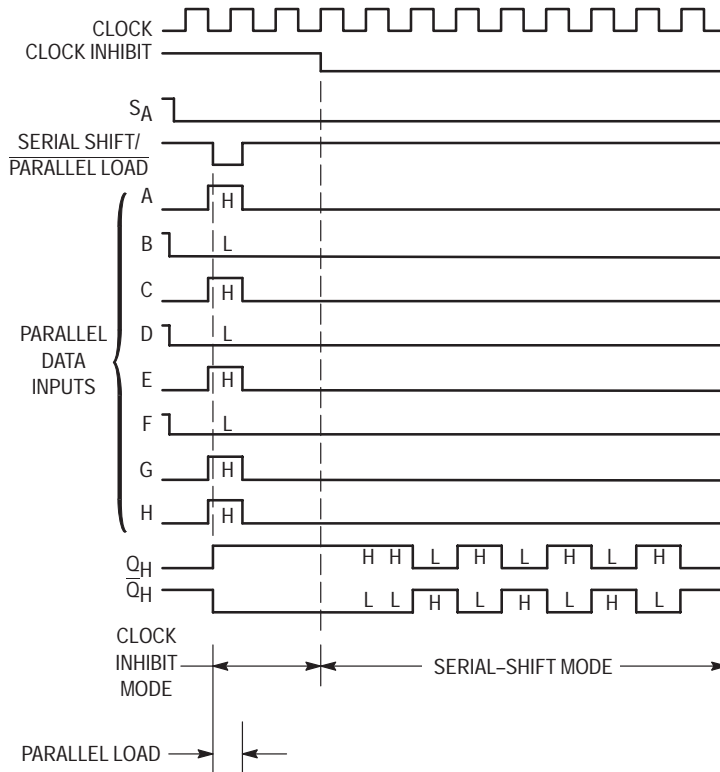 CLOCK
CLOCK INHIBIT
SA
SERIAL SHIFT/
PARALLEL LOAD
A
H
B
L
C
H
D
L
PARALLEL
DATA
INPUTS
E
H
F
L
G
H
H
H
QH
H H L H L H L H
QH
L L H L H L H L
CLOCK
INHIBIT
MODE
SERIAL–SHIFT MODE
PARALLEL LOAD